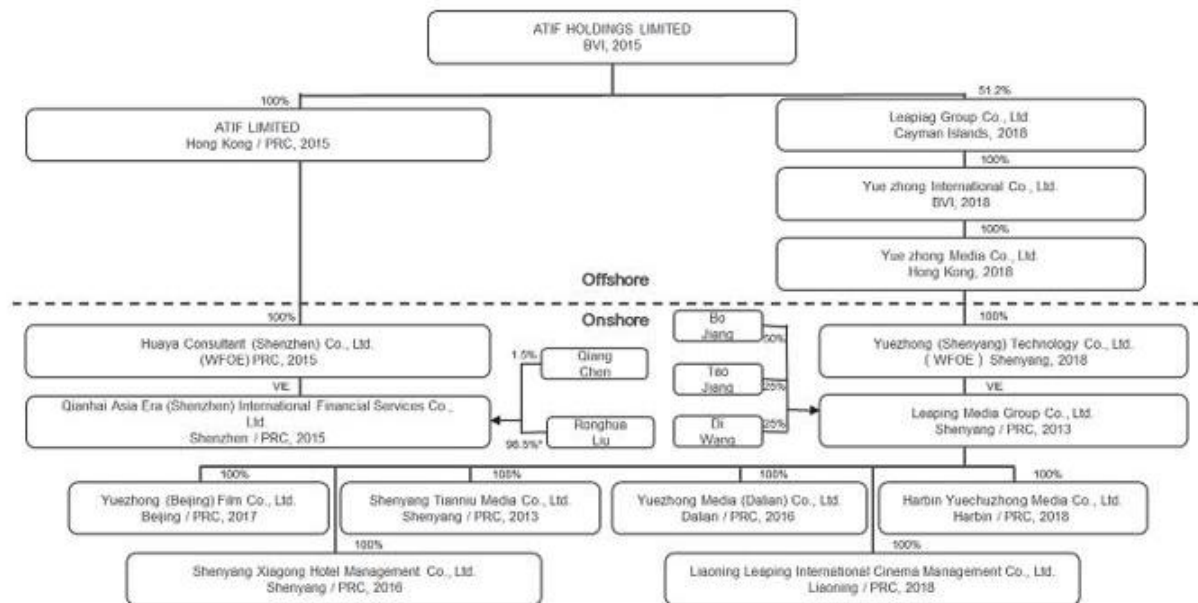 ATIF HOLDINGS LIMITED
BVI, 2015
100%
51.2%
ATIF LIMITED
Hong Kong / PRC, 2015
Leapiag Group Co., Ltd
Cayman Islands, 2018
100%
Yue zhong International Co., Ltd.
BVI, 2018
100%
Yue zhong Media Co., Ltd.
Hong Kong, 2018
Offshore
Onshore
100%
100%
Huaya Consultant (Shenzhen) Co., Ltd.
(WFOE) PRC, 2015
1.5%
Qiang
Chen
Bo
Jiang
50%
Yuezhong (Shenyang) Technology Co., Ltd.
( WFOE ) Shenyang, 2018
VIE
VIE
Tao
Jiang
25%
Qianhai Asia Era (Shenzhen) International Financial Services Co.,
Ltd.
Shenzhen / PRC, 2015
Ronghua
Liu
98.5%*
Di
Wang
25%
Leaping Media Group Co., Ltd.
Shenyang / PRC, 2013
100%
100%
100%
100%
Yuezhong (Beijing) Film Co., Ltd.
Beijing / PRC, 2017
Shenyang Tianniu Media Co., Ltd.
Shenyang / PRC, 2013
Yuezhong Media (Dalian) Co., Ltd.
Dalian / PRC, 2016
Harbin Yuechuzhong Media Co., Ltd.
Harbin / PRC, 2018
100%
100%
Shenyang Xiagong Hotel Management Co., Ltd.
Shenyang / PRC, 2016
Liaoning Leaping International Cinema Management Co., Ltd.
Liaoning / PRC, 2018